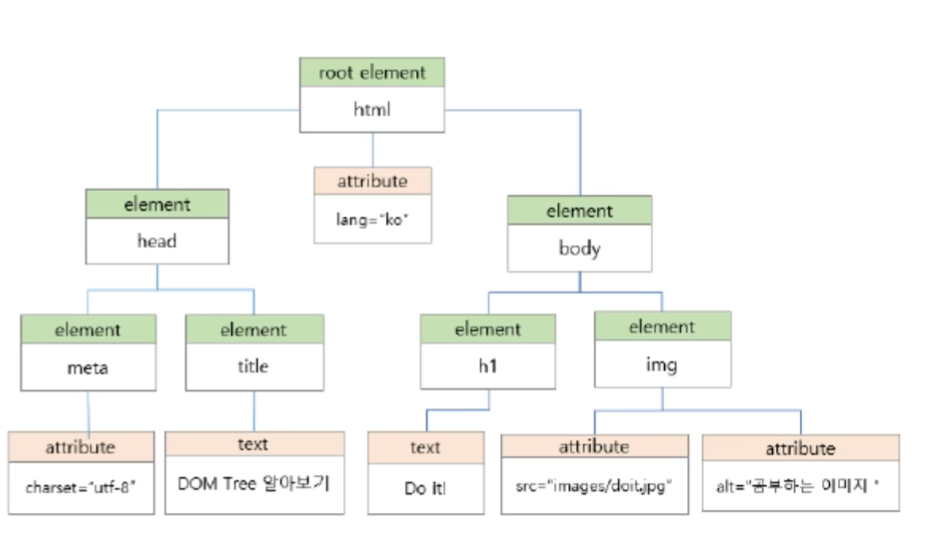 root element
html
attribute
lang="ko"
element
head
element
body
element
meta
element
title
element
h1
element
img
attribute
charset="utf-8"
text
DOM Tree 알아보기
text
Do it!
attribute
src="images/doit.jpg"
attribute
alt="공부하는 이미지 "